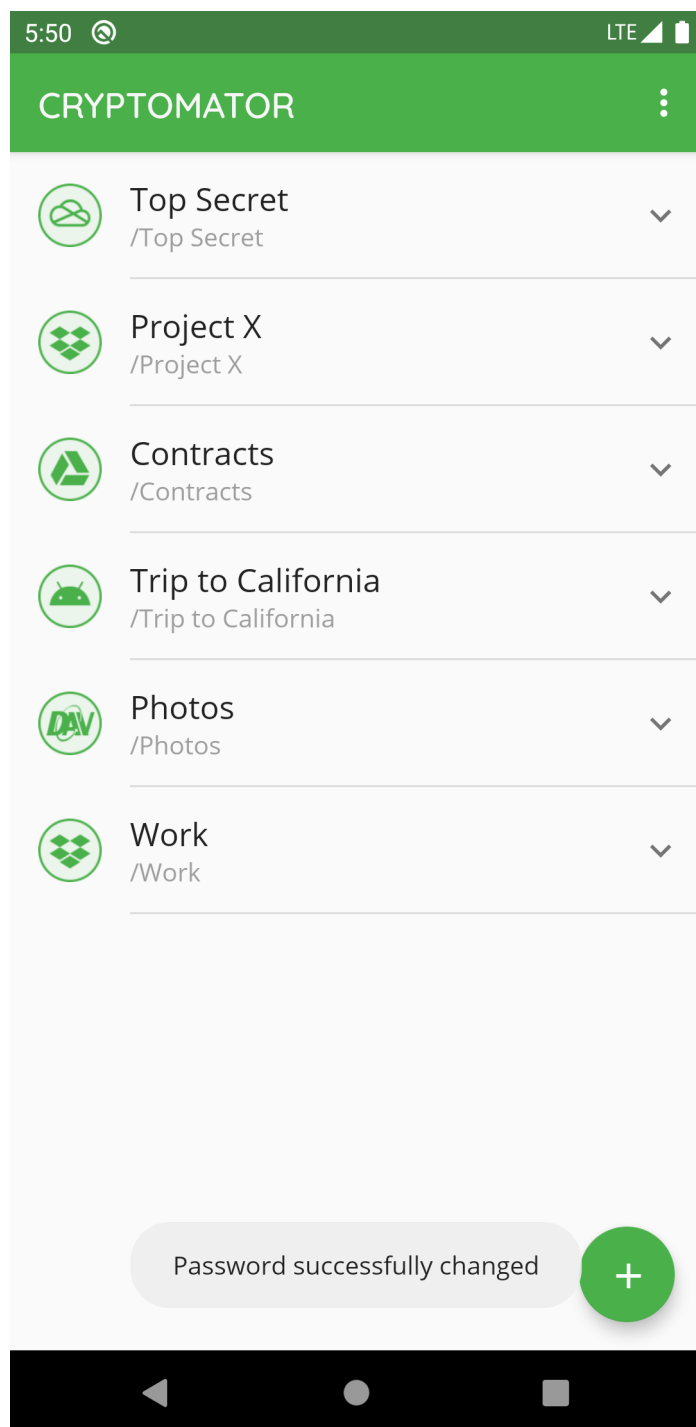 5:50
LTE
CRYPTOMATOR
Top Secret
/Top Secret
Project X
/Project X
Contracts
/Contracts
Trip to California
/Trip to California
DAV
Photos
/Photos
Work
/Work
Password successfully changed